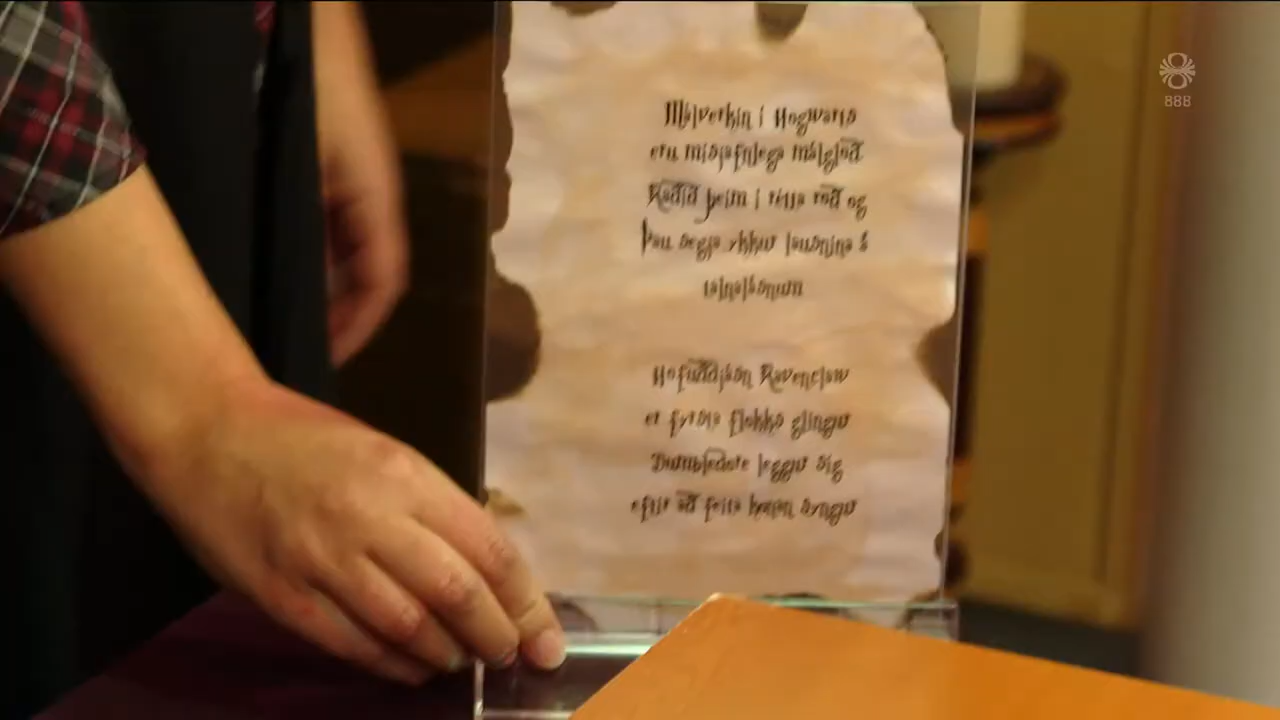 Málverkin í Hogwarts
eru misjafnlega málglöð
Raðið þeim í rétta röð og
þau segja ykkur lausnina á
talnalásnum
Höfuðdjásn Ravenclaw
er fyrsta flokks glingur
Dumbledore leggur sig
eftir að feita konan syngur
888